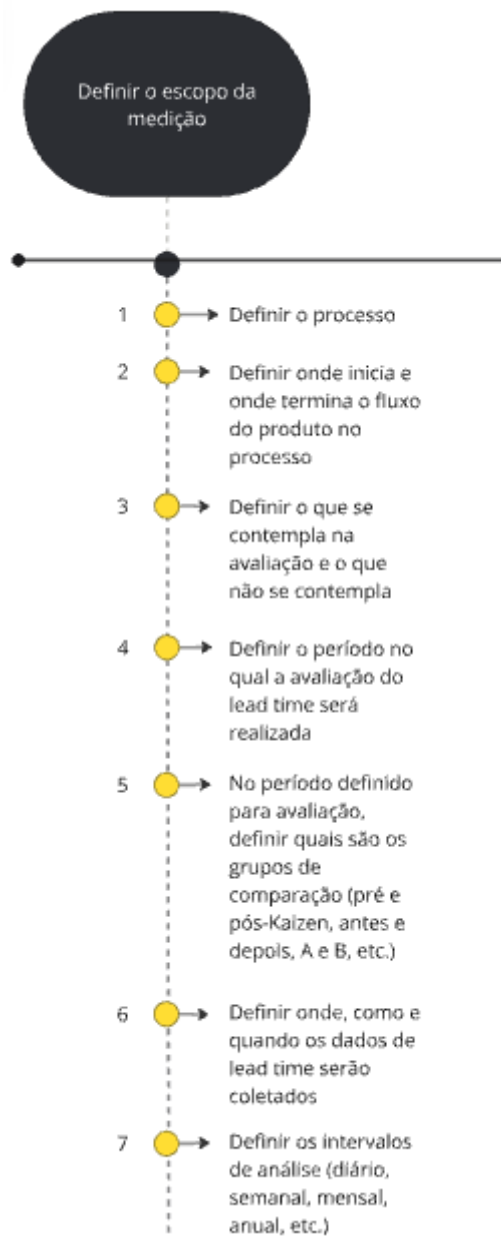 Definir o escopo da
medição
1 Definir o processo
2 Definir onde inicia e
onde termina o fluxo
do produto no
processo
3 Definir o que se
contempla na
avaliação e o que
não se contempla
4 Definir o período no
qual a avaliação do
lead time será
realizada
5 No período definido
para avaliação,
definir quais são os
grupos de
comparação (pré e
pós-Kaizen, antes e
depois, A e B, etc.)
6 Definir onde, como e
quando os dados de
lead time serão
coletados
7 Definir os intervalos
de análise (diário,
semanal, mensal,
anual, etc.)